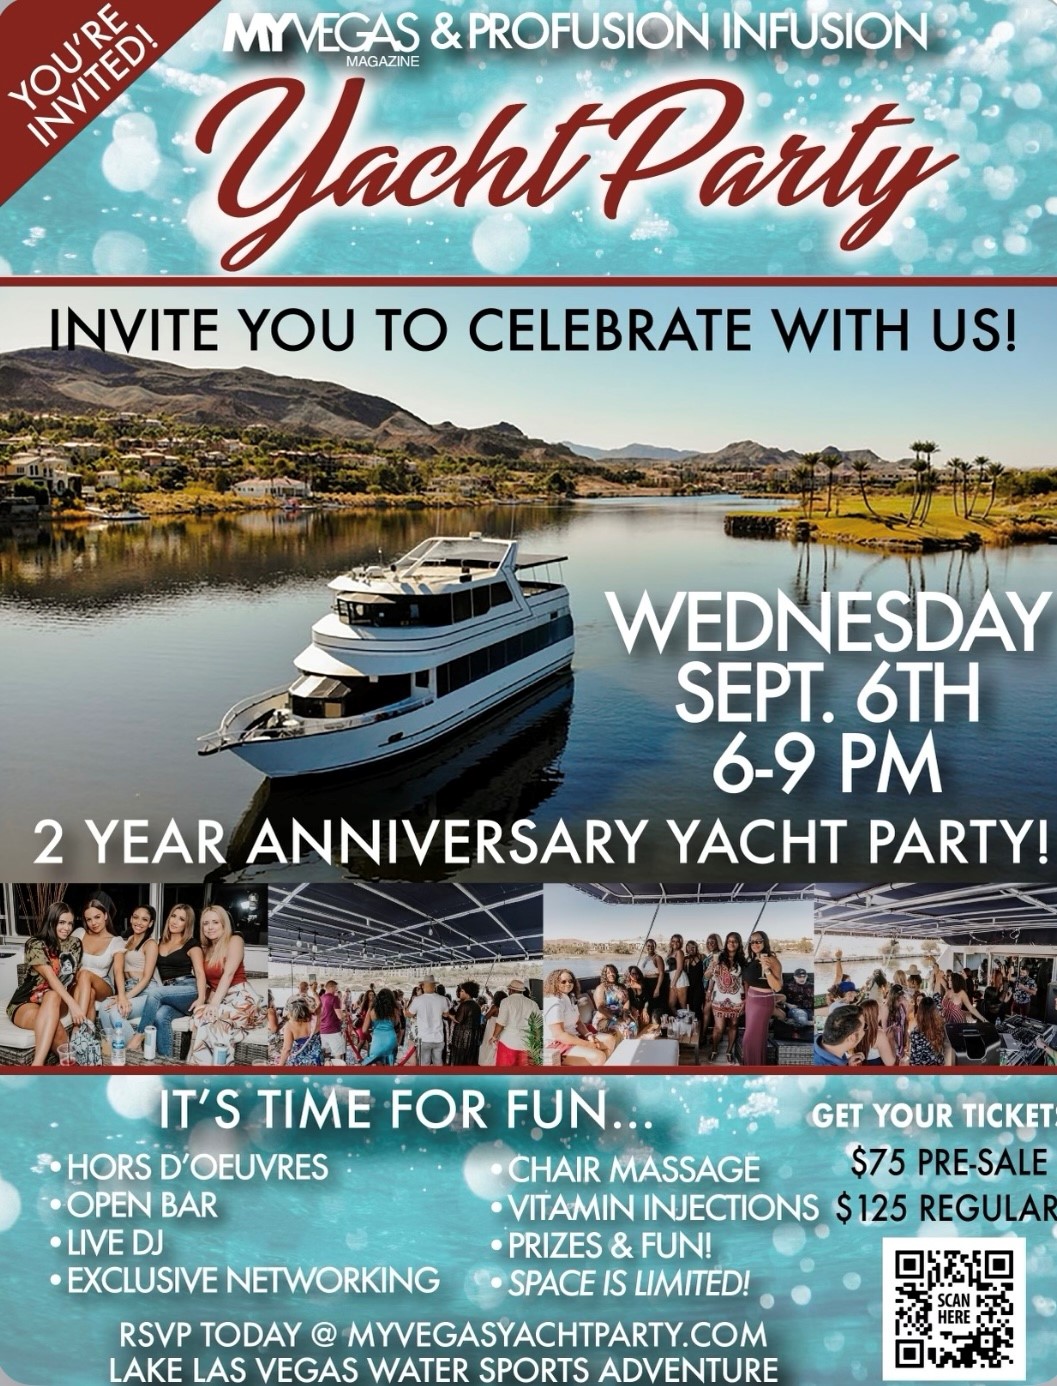 YOU'RE
INVITED!
MYVEGAS & PROFUSION INFUSION
MAGAZINE
Yacht Party
INVITE YOU TO CELEBRATE WITH US!
WEDNESDAY
SEPT. 6TH
6-9 PM
2 YEAR ANNIVERSARY YACHT PARTY!
IT'S TIME FOR FUN...
• HORS D'OEUVRES
• OPEN BAR
• LIVE DJ
• EXCLUSIVE NETWORKING
• CHAIR MASSAGE
• VITAMIN INJECTIONS
• PRIZES & FUN!
• SPACE IS LIMITED!
GET YOUR TICKET
$75 PRE-SALE
$125 REGULAR
SCAN
HERE
RSVP TODAY @ MYVEGASYACHTPARTY.COM
LAKE LAS VEGAS WATER SPORTS ADVENTURE